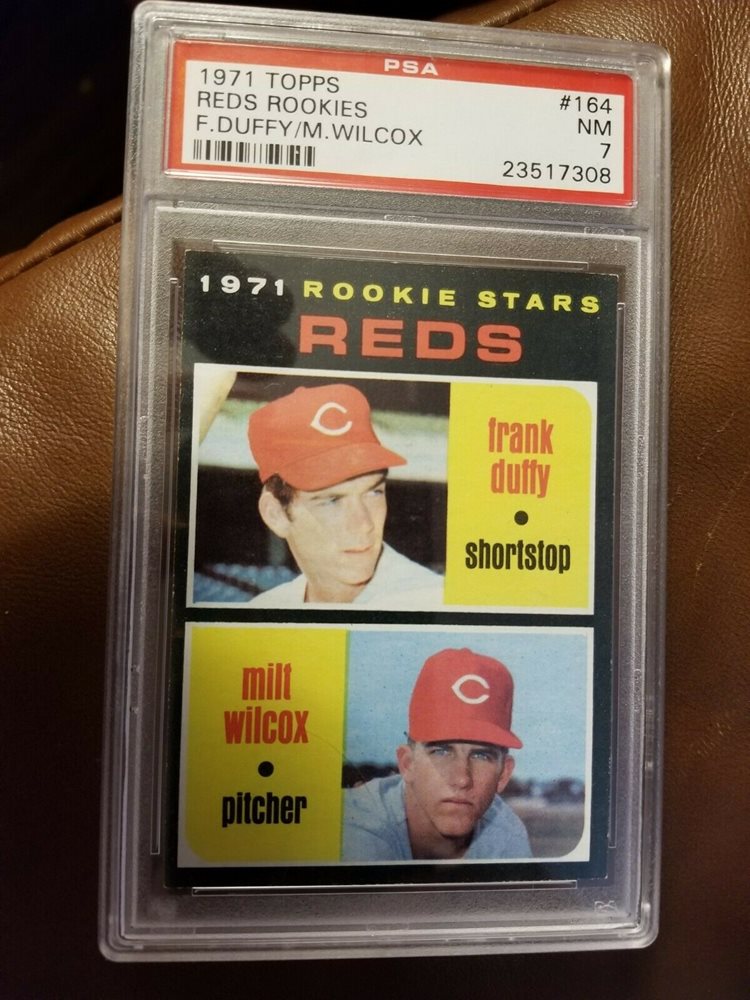 PSA
1971 TOPPS #164
REDS ROOKIES NM
F.DUFFY/M.WILCOX 7
23517308
1971 ROOKIE STARS
REDS
C
frank
duffy
shortstop
C
milt
wilcox
pitcher